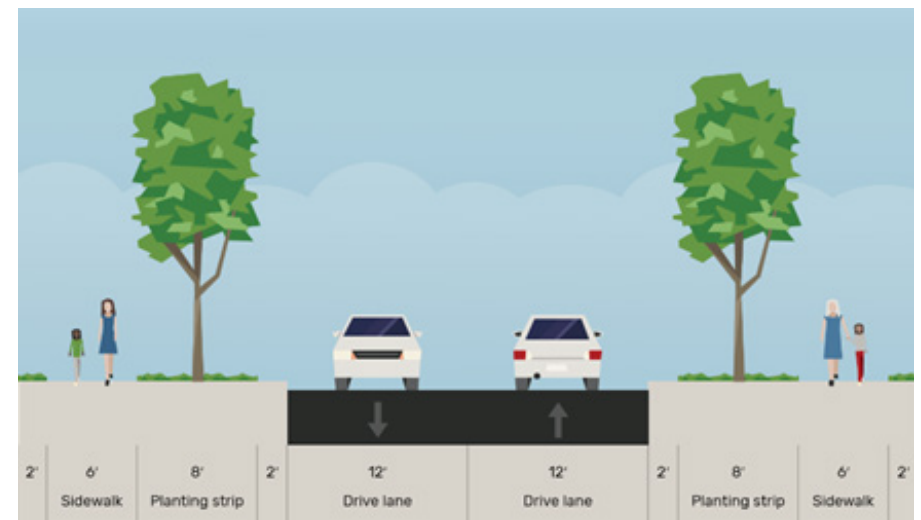 2' 6' 8' 2' 12' 12' 2' 8' 6' 2'
Sidewalk Planting strip Drive lane Drive lane Planting strip Sidewalk